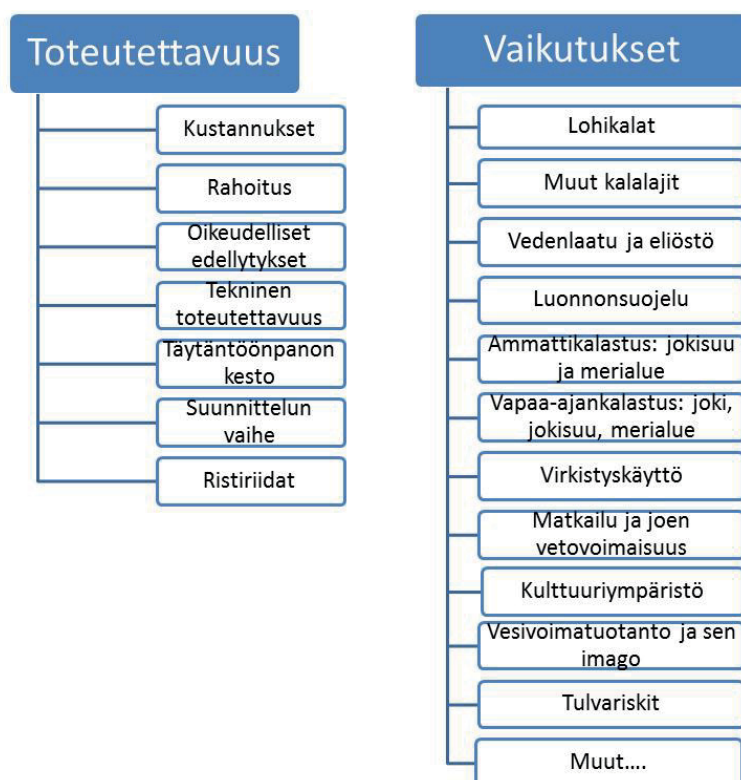 Toteutettavuus
Kustannukset
Rahoitus
Oikeudelliset
edellytykset
Tekninen
toteutettavuus
Täytäntöönpanon
kesto
Suunnittelun
vaihe
Ristiriidat
Vaikutukset
Lohikalat
Muut kalalajit
Vedenlaatu ja eliöstö
Luonnonsuojelu
Ammattikalastus: jokisuu
ja merialue
Vapaa-ajankalastus: joki,
jokisuu, merialue
Virkistyskäyttö
Matkailu ja joen
vetovoimaisuus
Kulttuuriympäristö
Vesivoimatuotanto ja sen
imago
Tulvariskit
Muut....